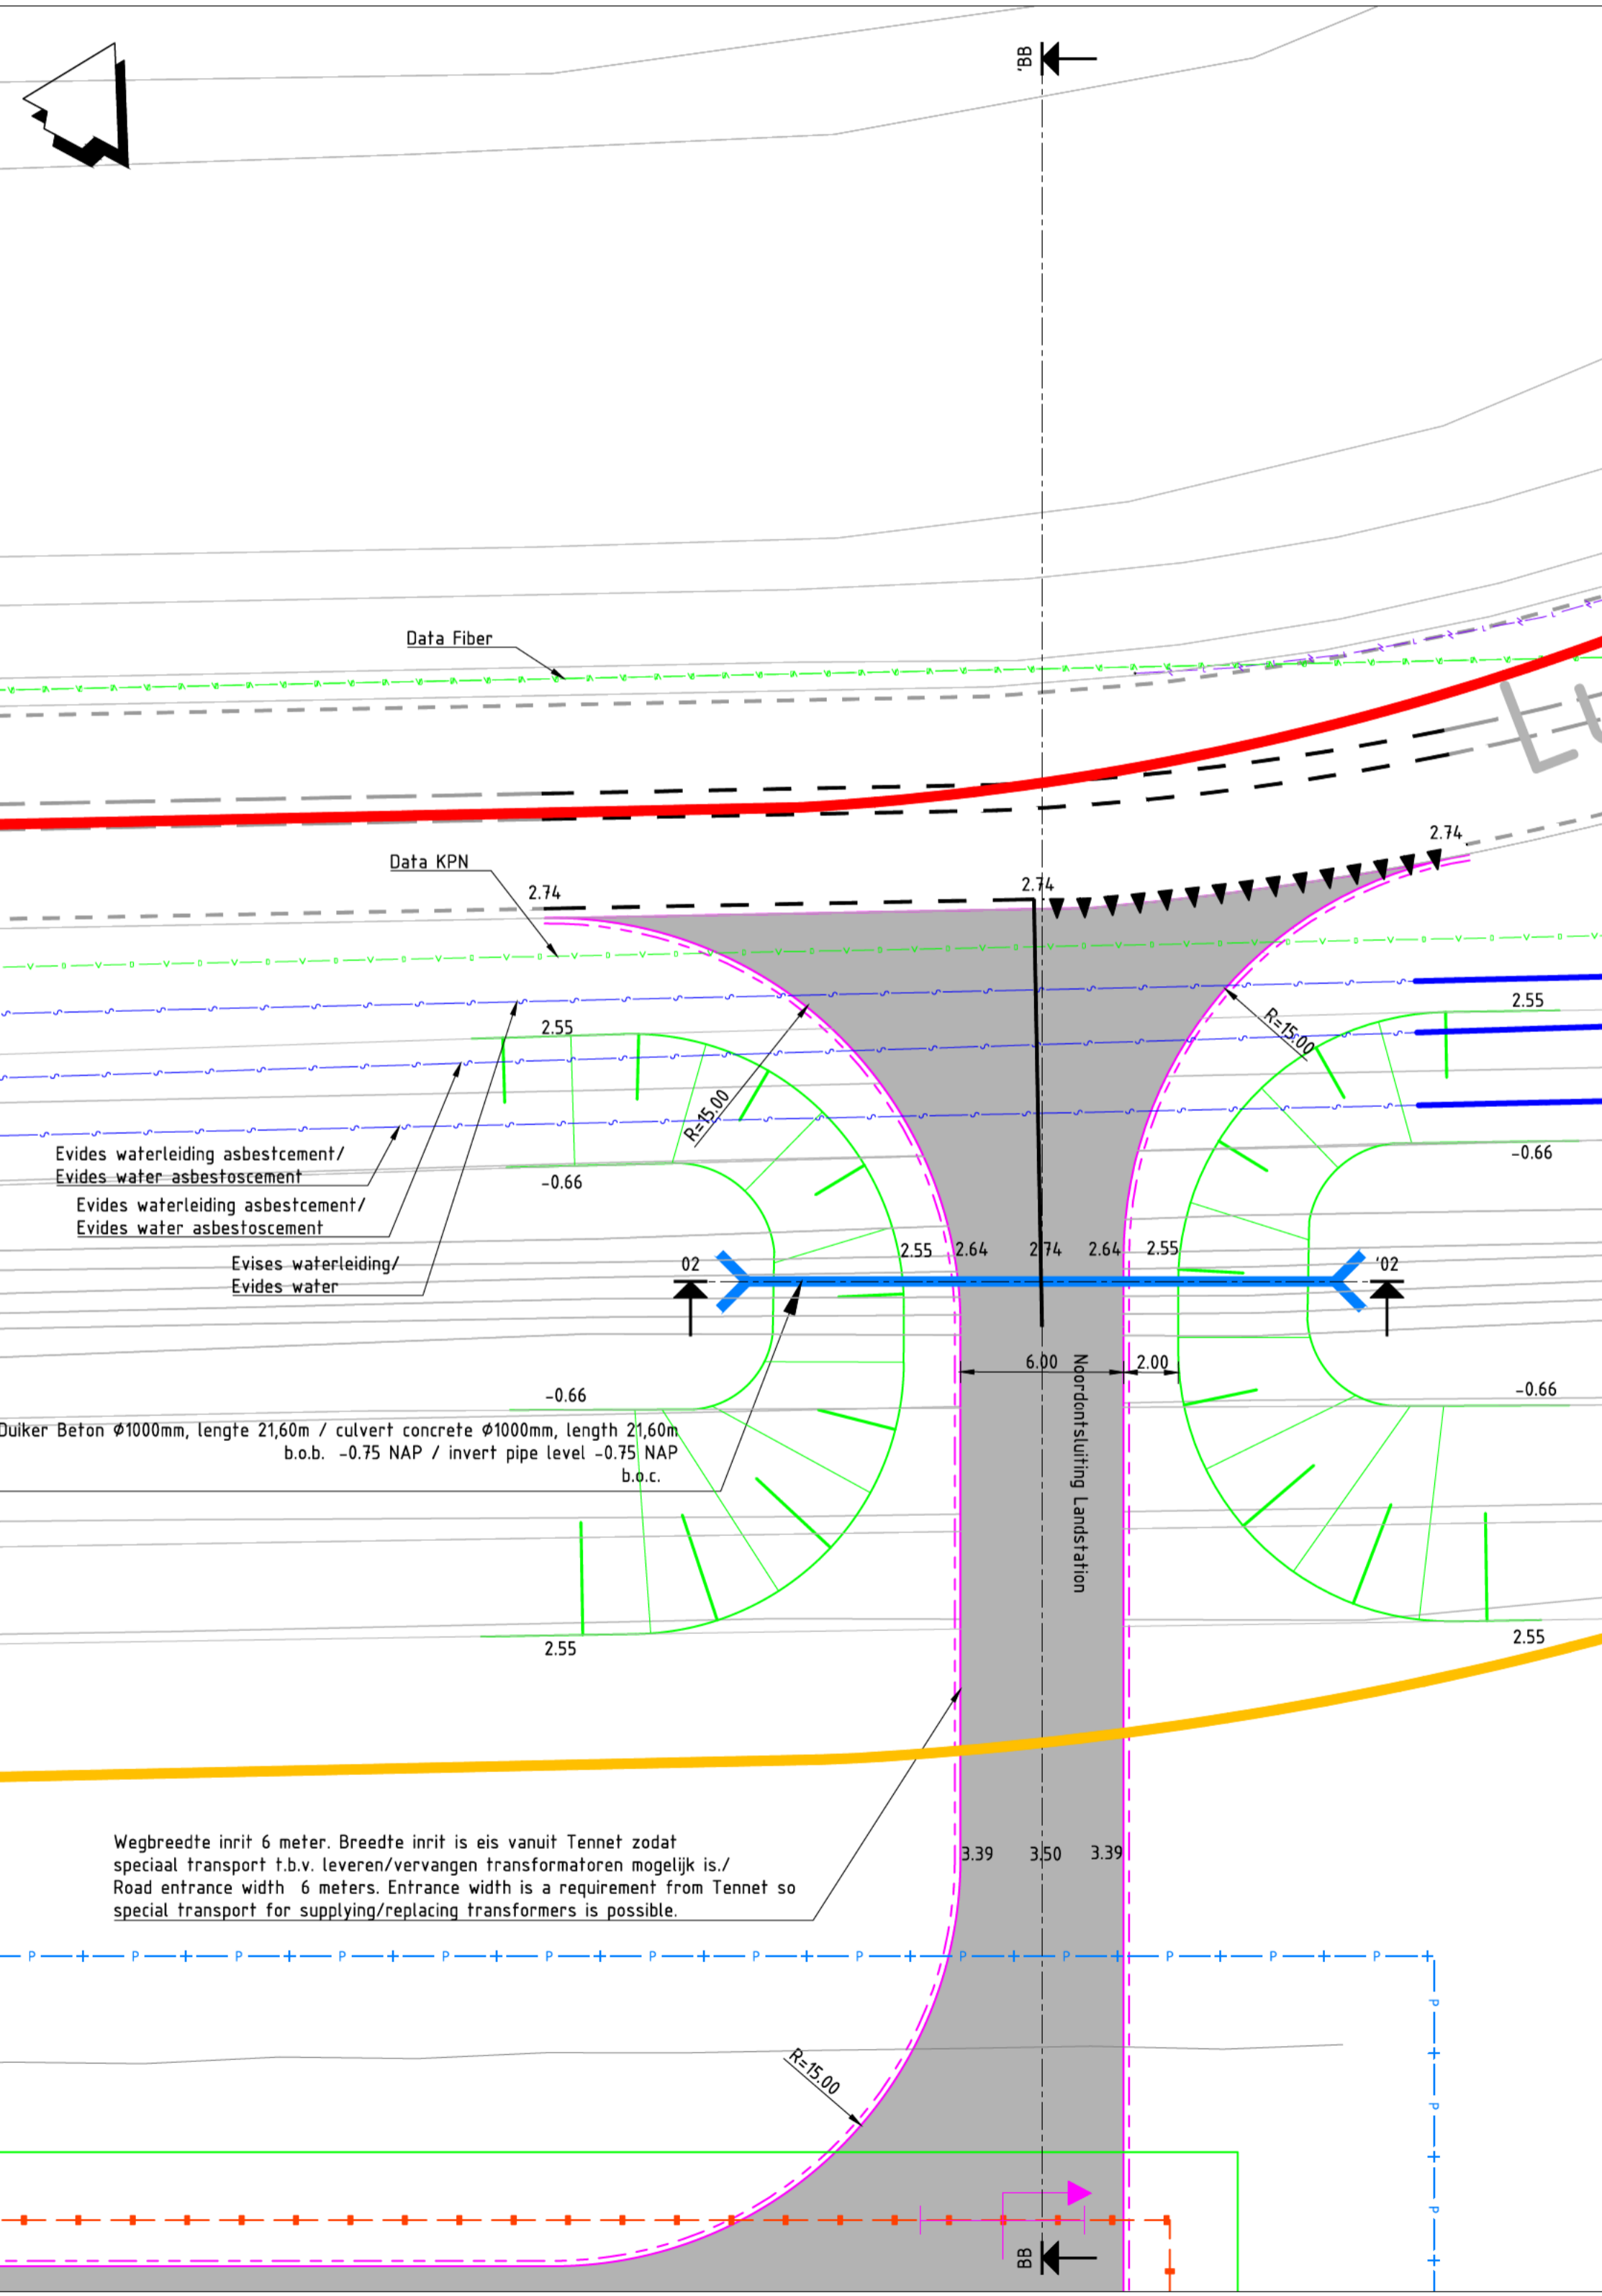 'BB
Data Fiber
Lu
Data KPN
2.74
2.74
2.74
2.55
2.55
R=15.00
R=15.00
Evides waterleiding asbestcement/
Evides water asbestoscement
Evides waterleiding asbestcement/
Evides water asbestoscement
Evises waterleiding/
Evides water
-0.66
-0.66
2.55
2.64
2.74
2.64
2.55
02
'02
6.00
2.00
Noordontsluiting Landstation
-0.66
-0.66
Duiker Beton Ø1000mm, lengte 21,60m / culvert concrete Ø1000mm, length 21,60m
b.o.b. -0.75 NAP / invert pipe level -0.75 NAP
b.o.c.
2.55
2.55
Wegbreedte inrit 6 meter. Breedte inrit is eis vanuit Tennet zodat
speciaal transport t.b.v. leveren/vervangen transformatoren mogelijk is./
Road entrance width 6 meters. Entrance width is a requirement from Tennet so
special transport for supplying/replacing transformers is possible.
3.39
3.50
3.39
P P P P P P P P P P P P P P
P
P
P
R=15.00
BB